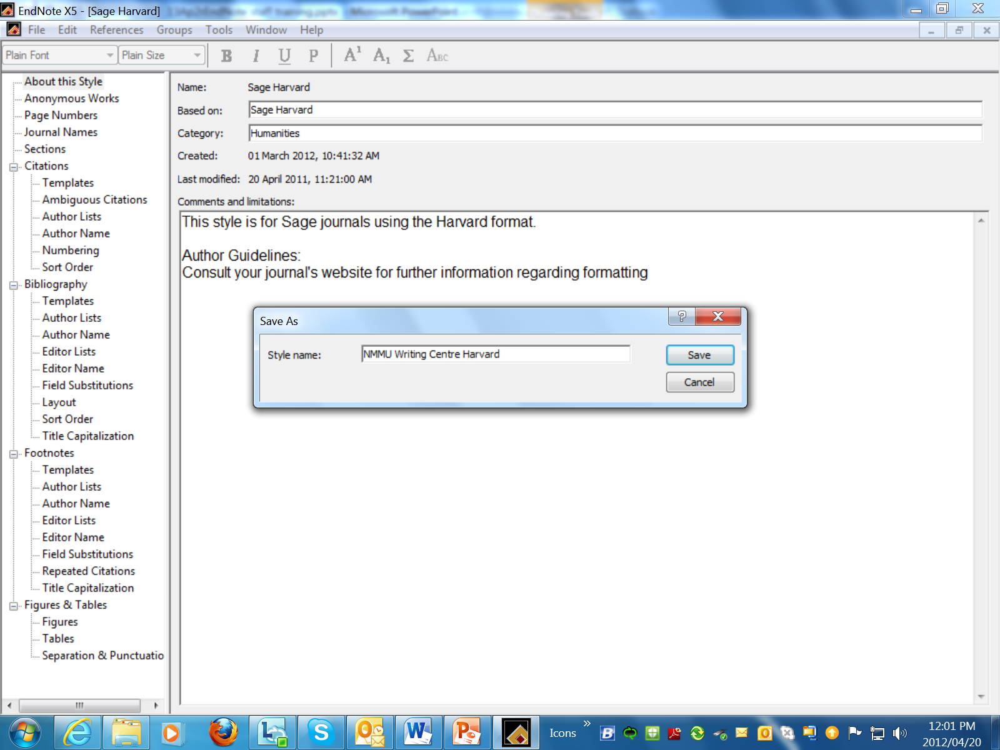 EndNote X5 - [Sage Harvard]
File Edit References Groups Tools Window Help
Plain Font Plain Size B I U P A1 A1 Σ ABC
About this Style
Anonymous Works
Page Numbers
Journal Names
Sections
Citations
Templates
Ambiguous Citations
Author Lists
Author Name
Numbering
Sort Order
Bibliography
Templates
Author Lists
Author Name
Editor Lists
Editor Name
Field Substitutions
Layout
Sort Order
Title Capitalization
Footnotes
Templates
Author Lists
Author Name
Editor Lists
Editor Name
Field Substitutions
Repeated Citations
Title Capitalization
Figures & Tables
Figures
Tables
Separation & Punctuatio
Name: Sage Harvard
Based on: Sage Harvard
Category: Humanities
Created: 01 March 2012, 10:41:32 AM
Last modified: 20 April 2011, 11:21:00 AM
Comments and limitations:
This style is for Sage journals using the Harvard format.
Author Guidelines:
Consult your journal's website for further information regarding formatting
Save As
Style name: NMMU Writing Centre Harvard
Save
Cancel
Icons
12:01 PM
2012/04/20